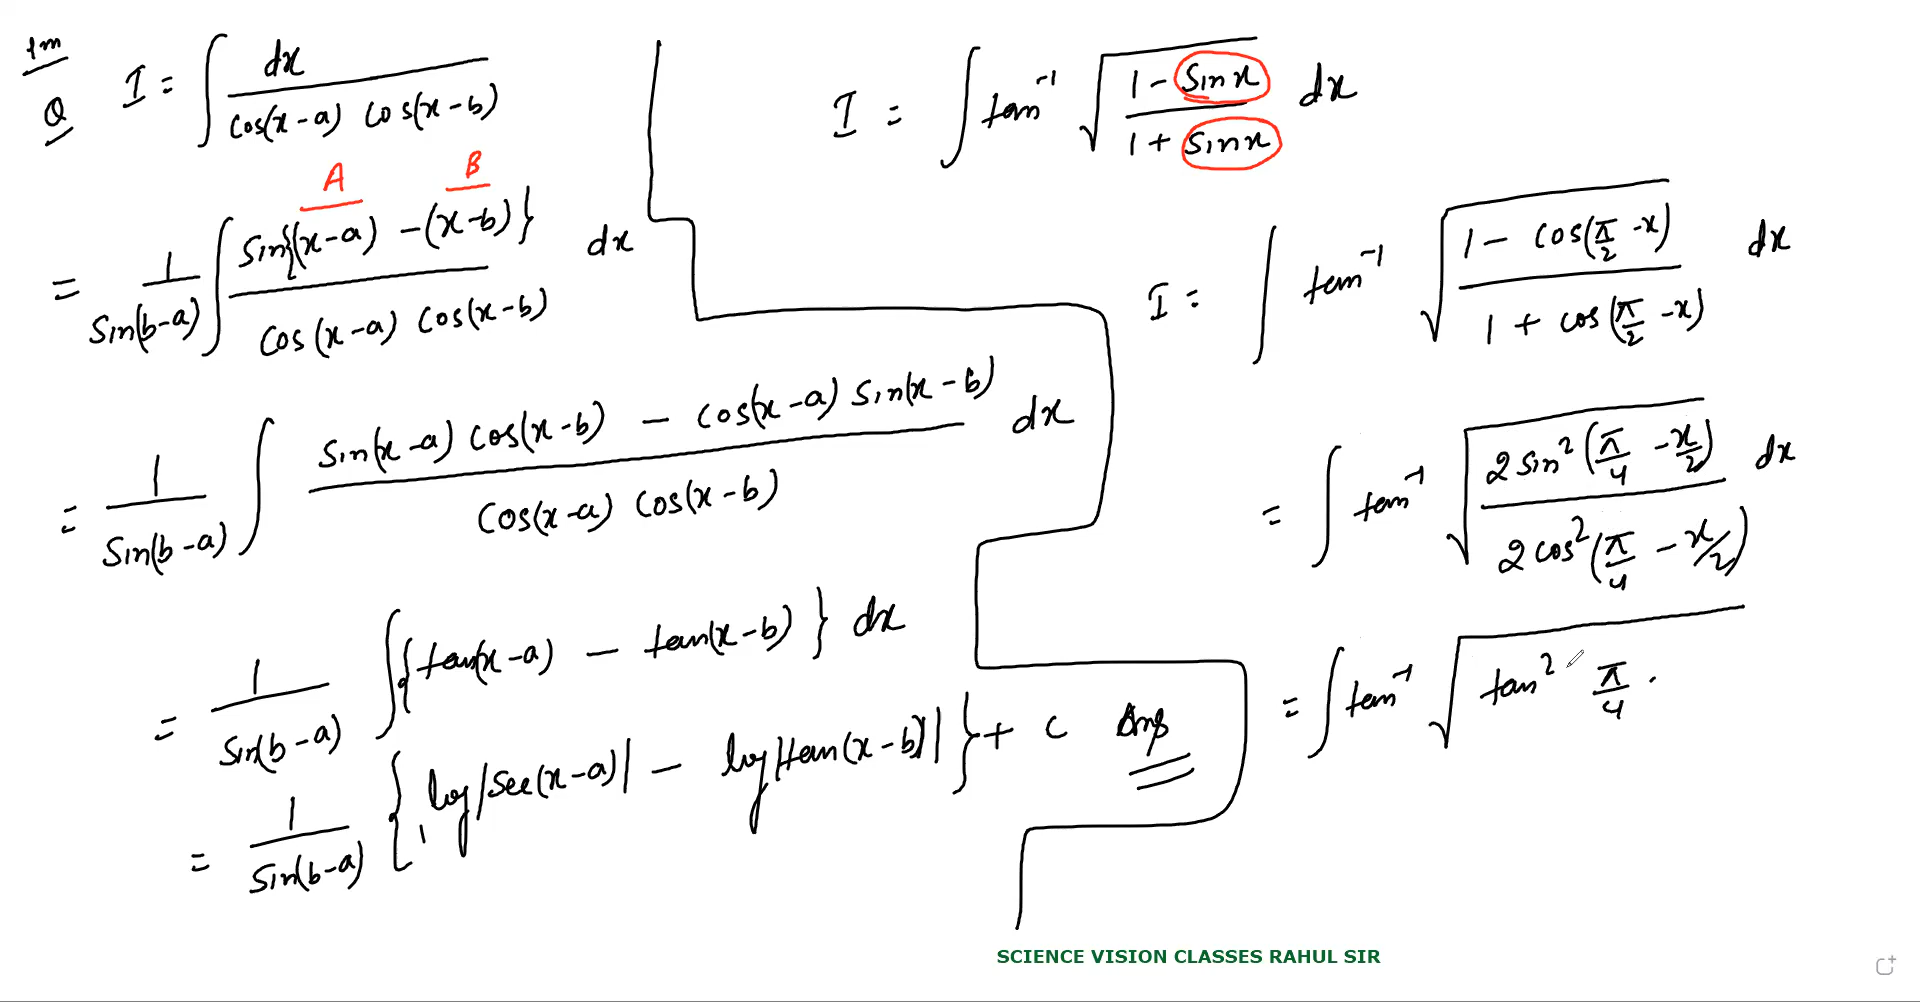 1m
Q I = ∫ dx / cos(x-a) cos(x-b)
A B
= 1/Sin(b-a) ∫ Sin{(x-a) - (x-b)} / Cos(x-a) Cos(x-b) dx
= 1/Sin(b-a) ∫ Sin(x-a) Cos(x-b) - Cos(x-a) Sin(x-b) / Cos(x-a) Cos(x-b) dx
= 1/Sin(b-a) ∫ {tan(x-a) - tan(x-b)} dx
= 1/Sin(b-a) { log|Sec(x-a)| - log|tan(x-b)| } + C Ans
I = ∫ tan⁻¹ √(1 - Sinx / 1 + Sinx) dx
I = ∫ tan⁻¹ √(1 - Cos(π/2 - x) / 1 + Cos(π/2 - x)) dx
= ∫ tan⁻¹ √(2 Sin²(π/4 - x/2) / 2 Cos²(π/4 - x/2)) dx
= ∫ tan⁻¹ √(tan² π/4 .
SCIENCE VISION CLASSES RAHUL SIR